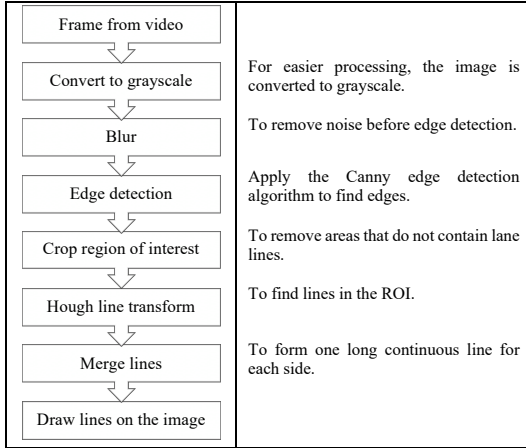 Frame from video
Convert to grayscale
Blur
Edge detection
Crop region of interest
Hough line transform
Merge lines
Draw lines on the image
For easier processing, the image is
converted to grayscale.
To remove noise before edge detection.
Apply the Canny edge detection
algorithm to find edges.
To remove areas that do not contain lane
lines.
To find lines in the ROI.
To form one long continuous line for
each side.